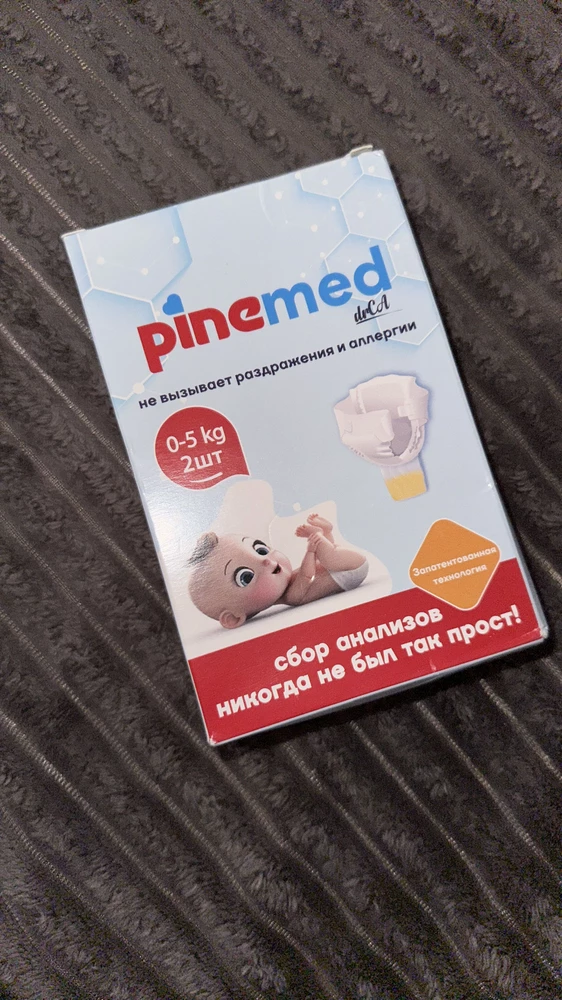 pinemed
drCA
не вызывает раздражения и аллергии
0-5 kg
2шт
Запатентованная
технология
сбор анализов
никогда не был так прост!